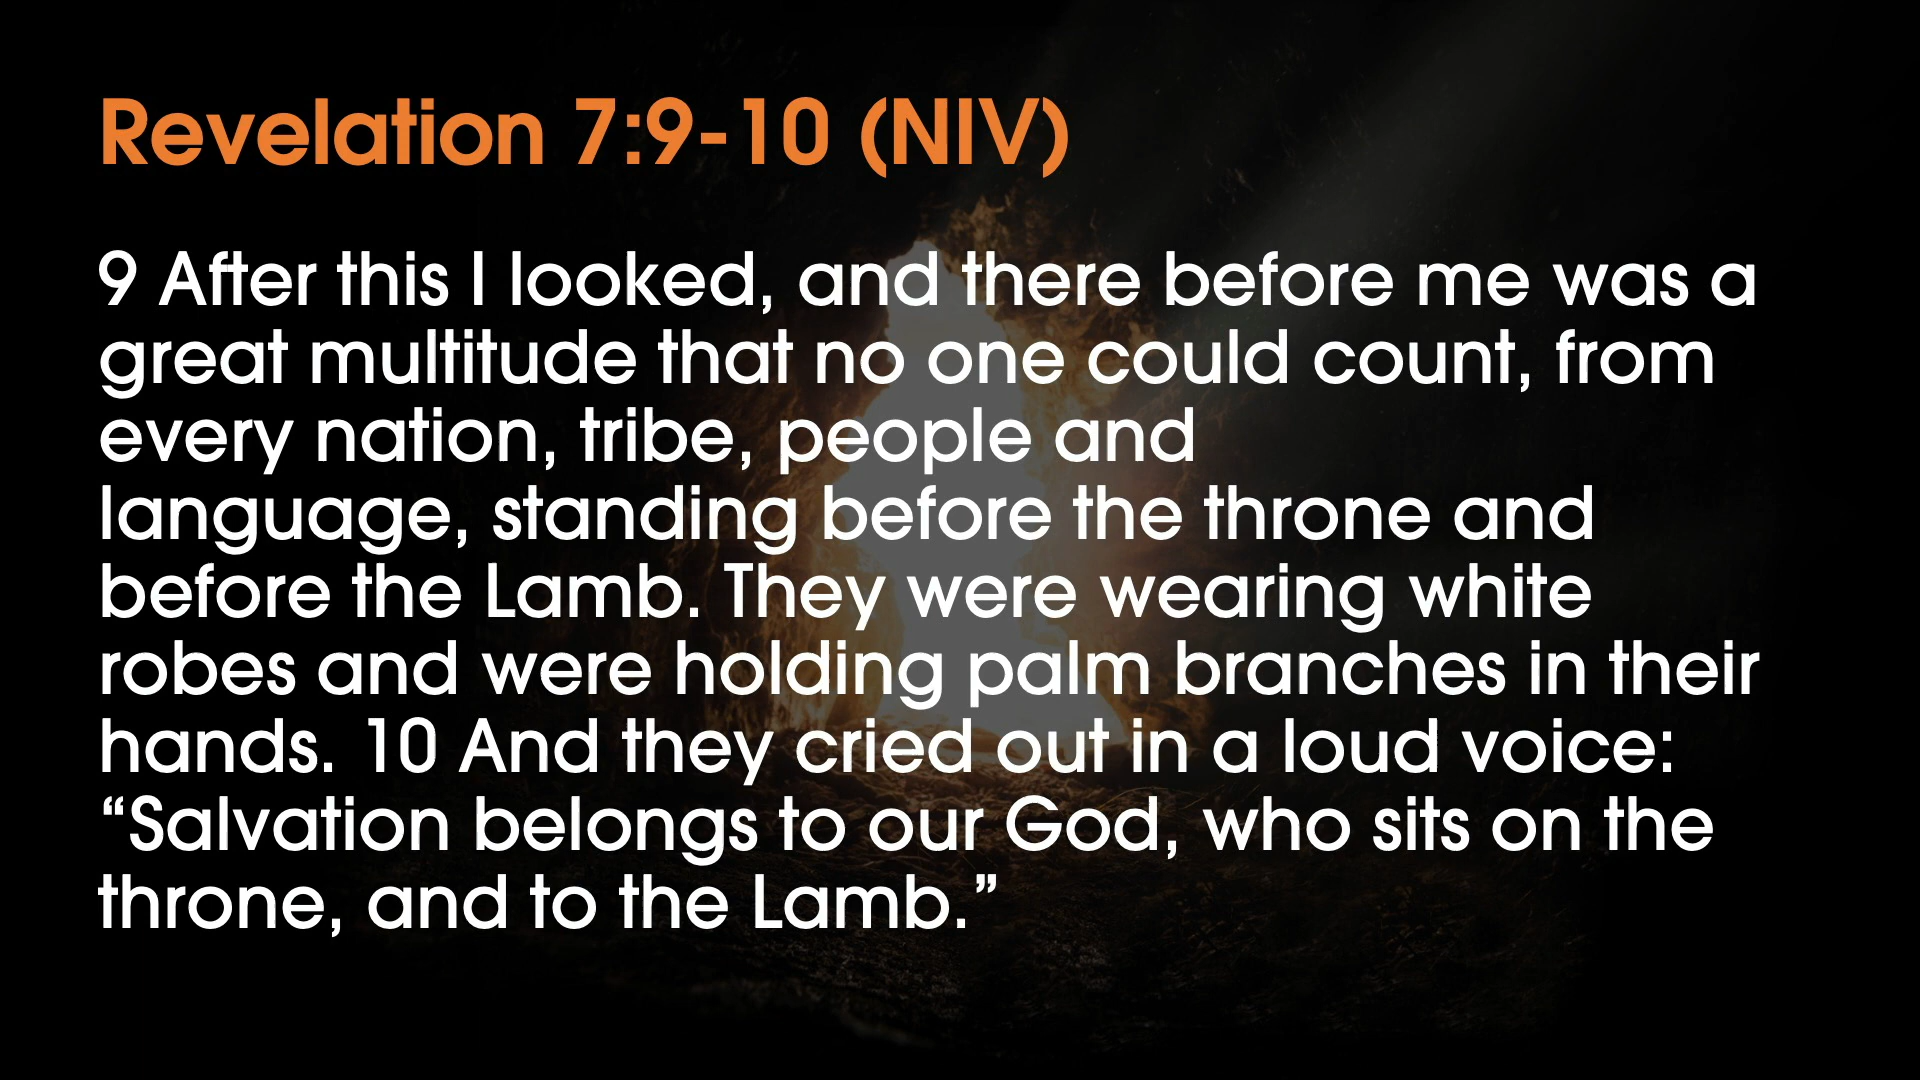 Revelation 7:9-10 (NIV)
9 After this I looked, and there before me was a
great multitude that no one could count, from
every nation, tribe, people and
language, standing before the throne and
before the Lamb. They were wearing white
robes and were holding palm branches in their
hands. 10 And they cried out in a loud voice:
“Salvation belongs to our God, who sits on the
throne, and to the Lamb.”